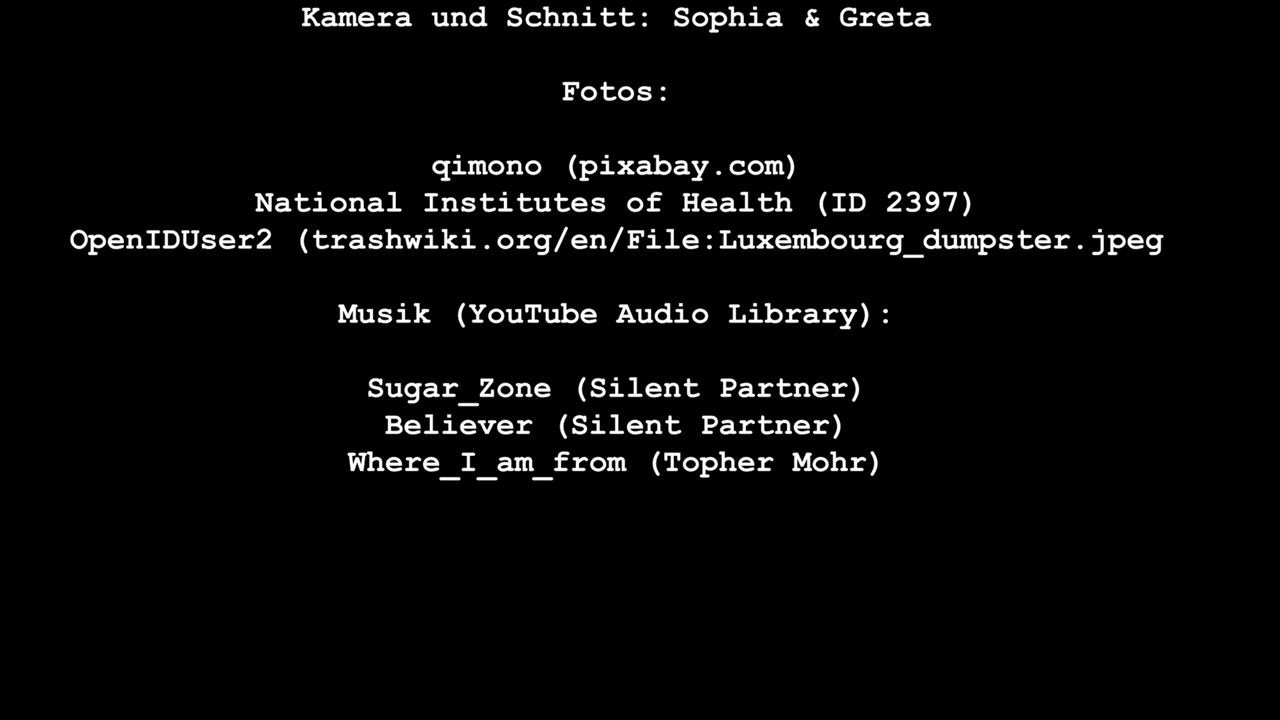 Kamera und Schnitt: Sophia & Greta
Fotos:
qimono (pixabay.com)
National Institutes of Health (ID 2397)
OpenIDUser2 (trashwiki.org/en/File:Luxembourg_dumpster.jpeg
Musik (YouTube Audio Library):
Sugar_Zone (Silent Partner)
Believer (Silent Partner)
Where_I_am_from (Topher Mohr)